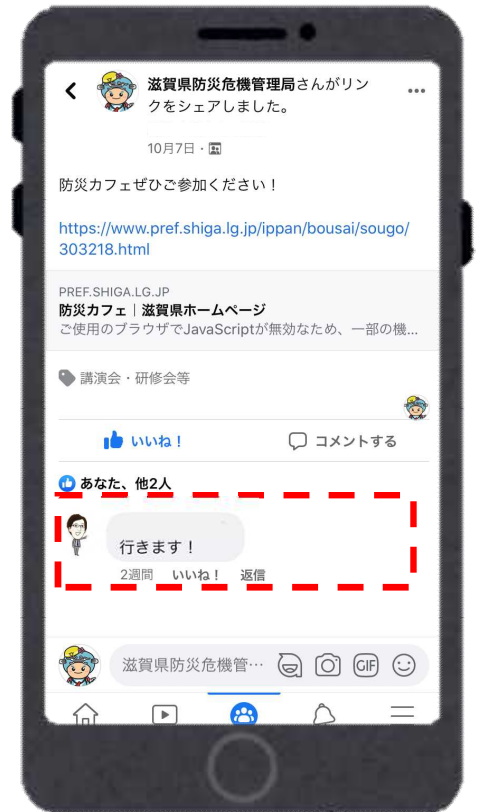 滋賀県防災危機管理局さんがリン
クをシェアしました。
10月7日・
防災カフェぜひご参加ください！
https://www.pref.shiga.lg.jp/ippan/bousai/sougo/
303218.html
PREF.SHIGA.LG.JP
防災カフェ｜滋賀県ホームページ
ご使用のブラウザでJavaScriptが無効なため、一部の機...
講演会・研修会等
いいね！ コメントする
あなた、他2人
行きます！
2週間 いいね！ 返信
滋賀県防災危機管… GIF